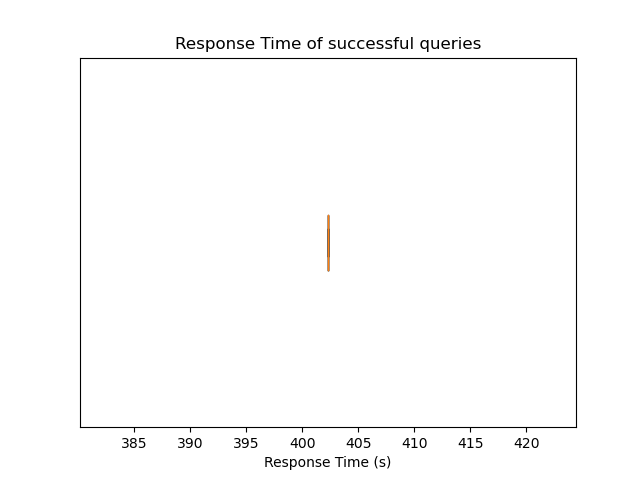 Response Time of successful queries
385 390 395 400 405 410 415 420
Response Time (s)